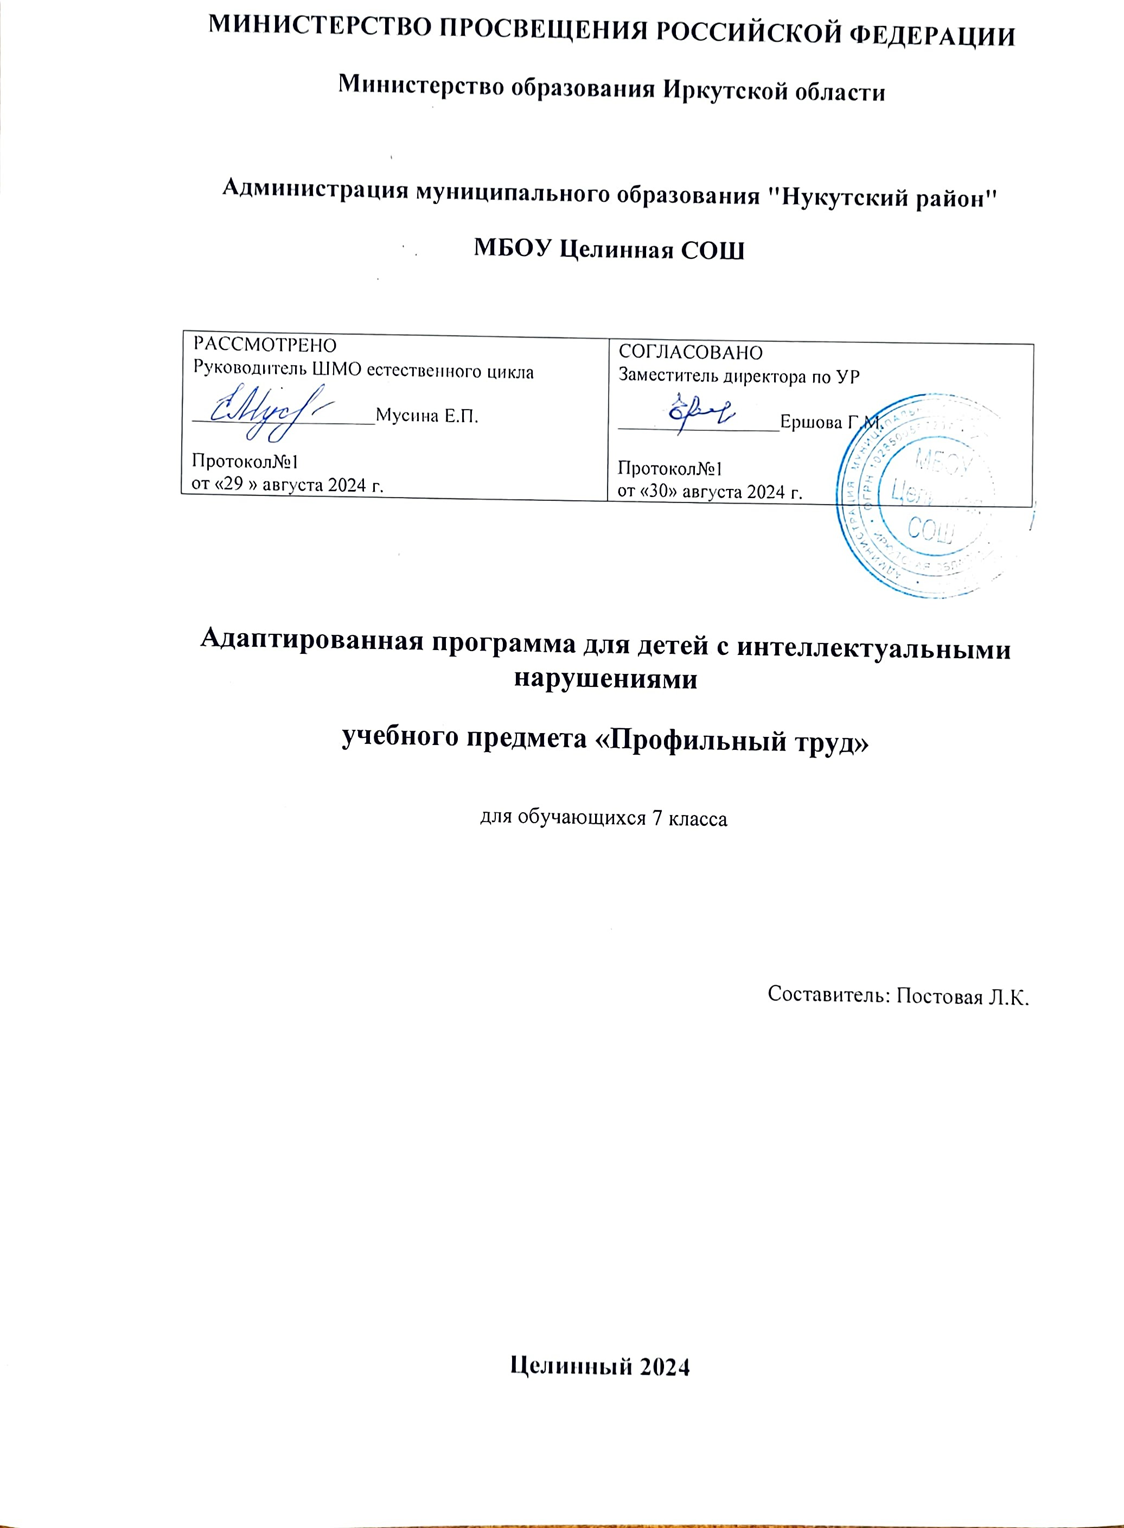 МИНИСТЕРСТВО ПРОСВЕЩЕНИЯ РОССИЙСКОЙ ФЕДЕРАЦИИ
Министерство образования Иркутской области
Администрация муниципального образования "Нукутский район"
МБОУ Целинная СОШ
РАССМОТРЕНО
Руководитель ШМО естественного цикла
Мусина Е.П.
Протокол№1
от «29 » августа 2024 г.
СОГЛАСОВАНО
Заместитель директора по УР
Ершова Г.М.
Протокол№1
от «30» августа 2024 г.
МБОУ
СОШ
Адаптированная программа для детей с интеллектуальными
нарушениями
учебного предмета «Профильный труд»
для обучающихся 7 класса
Составитель: Постовая Л.К.
Целинный 2024